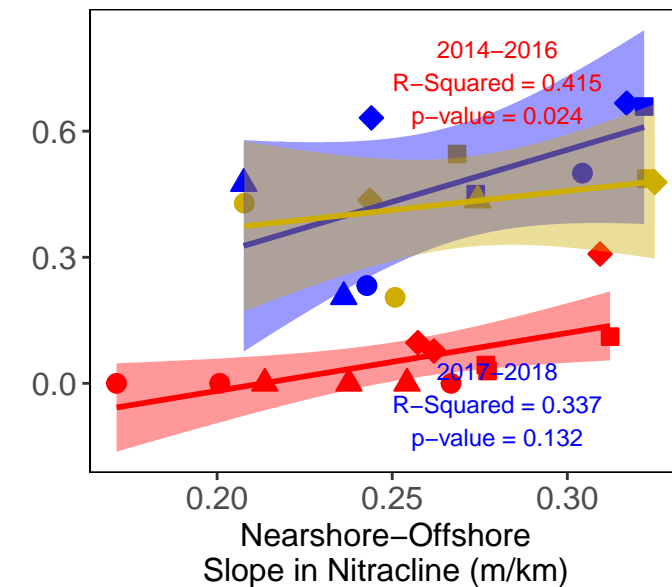 2014−2016
R−Squared = 0.415
p−value = 0.024
0.6
0.3
0.0
2017−2018
R−Squared = 0.337
p−value = 0.132
0.20 0.25 0.30
Nearshore−Offshore
Slope in Nitracline (m/km)